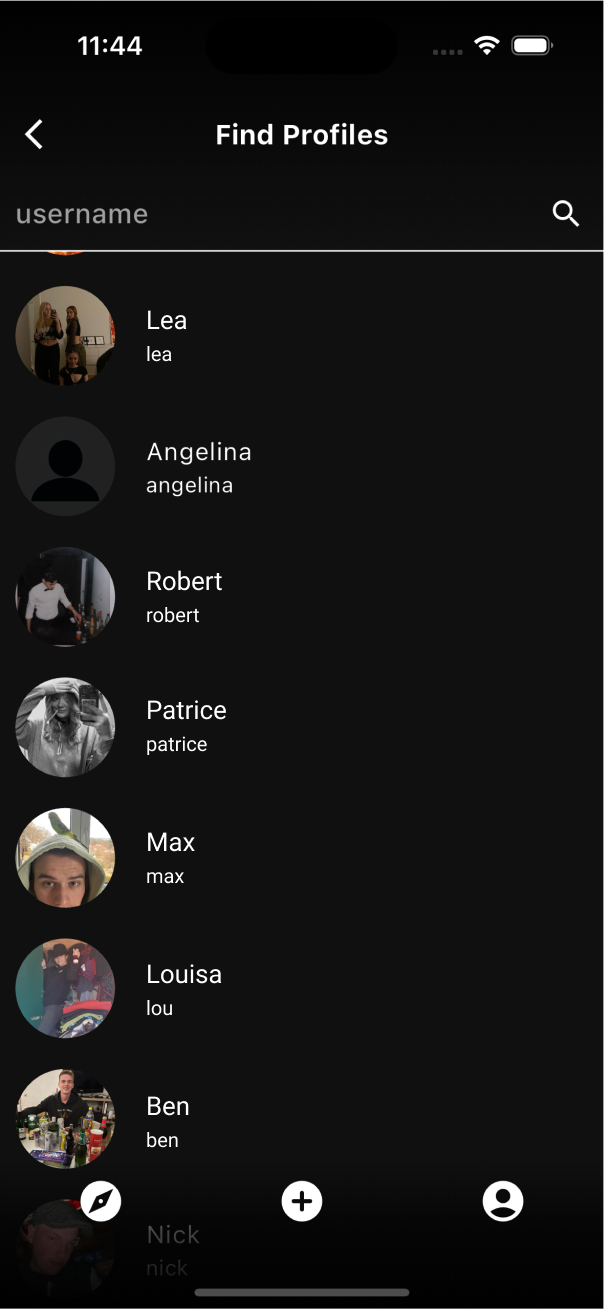 11:44
Find Profiles
username
Lea
lea
Angelina
angelina
Robert
robert
Patrice
patrice
Max
max
Louisa
lou
Ben
ben
Nick
nick